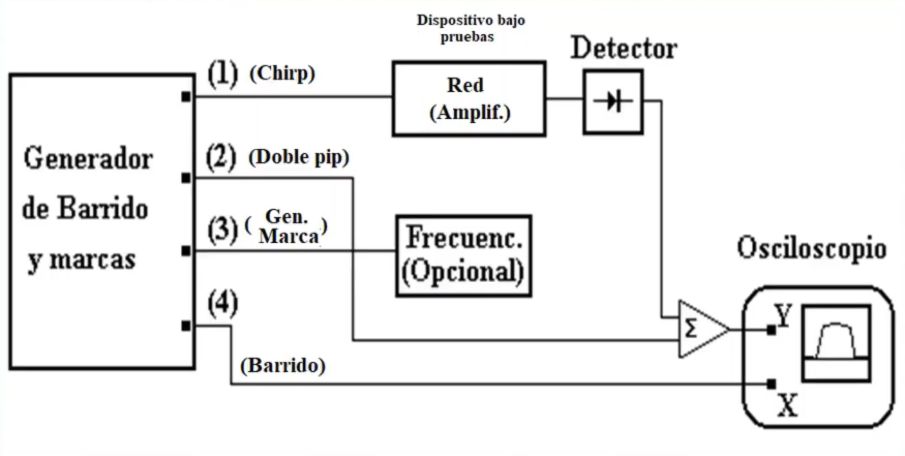 Dispositivo bajo
pruebas
Detector
(1) (Chirp)
Red
(Amplif.)
Generador
de Barrido
y marcas
(2) (Doble pip)
(3) ( Gen.
Marca )
Frecuenc.
(Opcional)
Osciloscopio
(4)
Σ
Y
(Barrido)
X